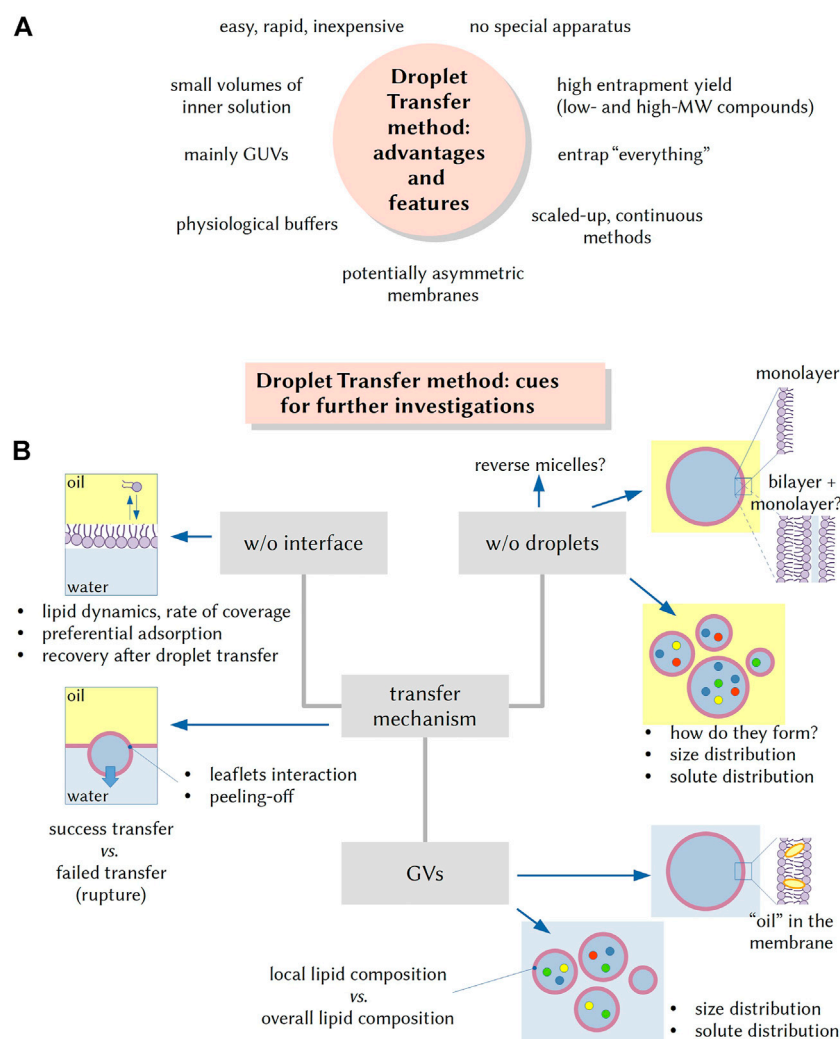 A
easy, rapid, inexpensive
no special apparatus
small volumes of
inner solution
mainly GUVs
physiological buffers
Droplet
Transfer
method:
advantages
and
features
high entrapment yield
(low- and high-MW compounds)
entrap “everything”
scaled-up, continuous
methods
potentially asymmetric
membranes
Droplet Transfer method: cues
for further investigations
B
monolayer
bilayer +
monolayer?
reverse micelles?
oil
water
w/o interface
w/o droplets
• lipid dynamics, rate of coverage
• preferential adsorption
• recovery after droplet transfer
transfer
mechanism
• how do they form?
• size distribution
• solute distribution
oil
water
• leaflets interaction
• peeling-off
success transfer
vs.
failed transfer
(rupture)
GVs
“oil” in the
membrane
local lipid composition
vs.
overall lipid composition
• size distribution
• solute distribution